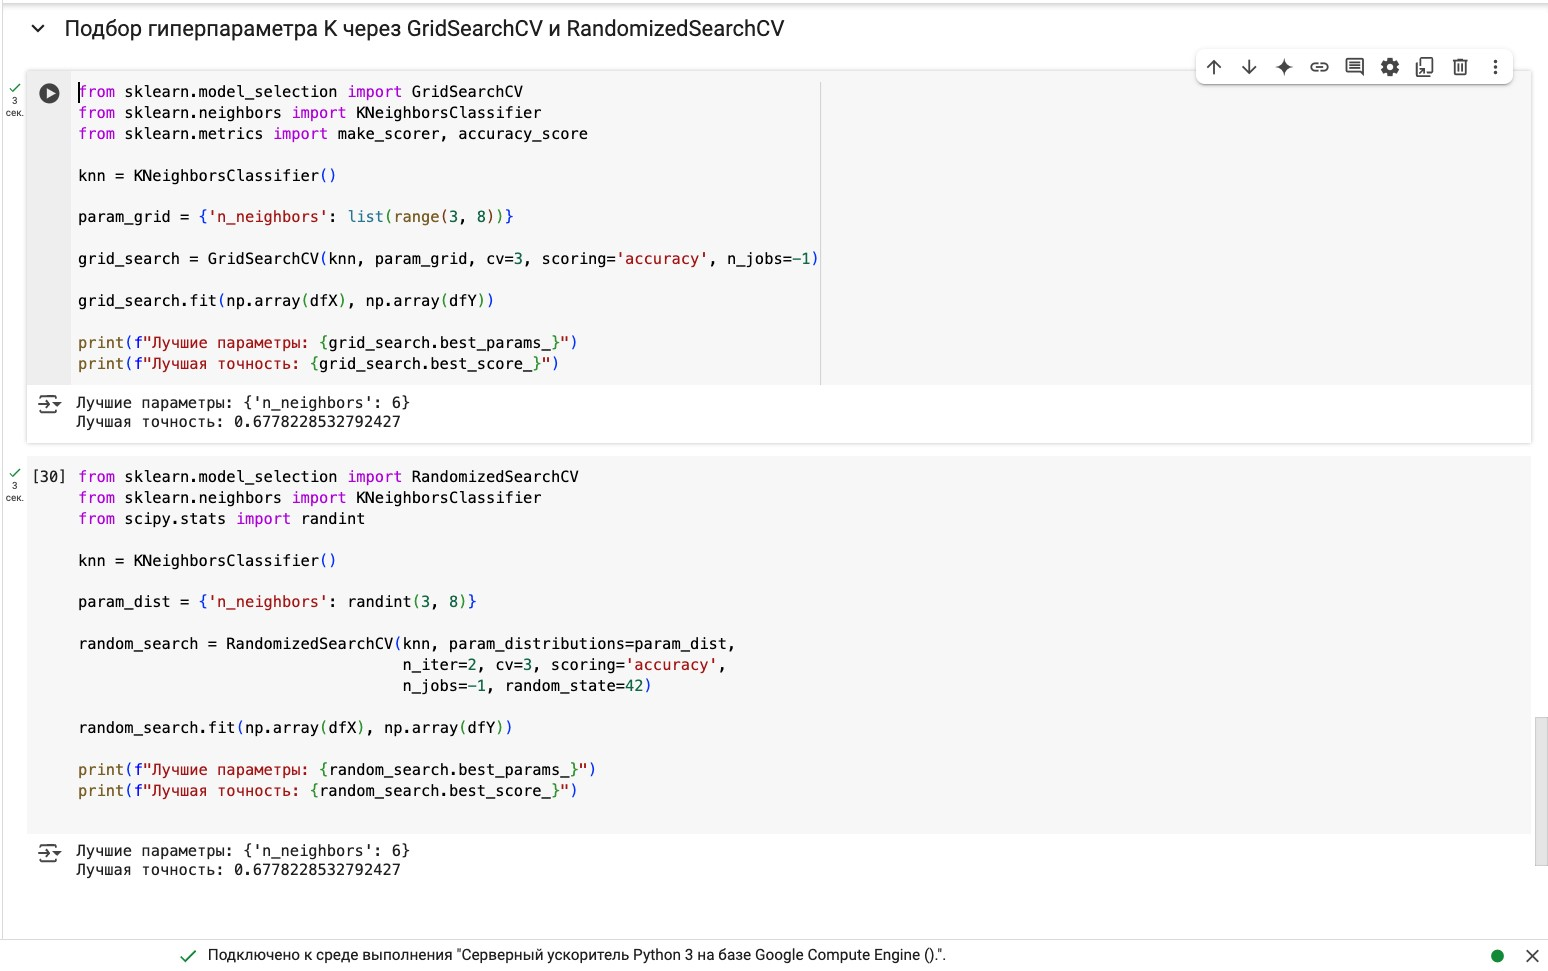 Подбор гиперпараметра K через GridSearchCV и RandomizedSearchCV
3
сек.
from sklearn.model_selection import GridSearchCV
from sklearn.neighbors import KNeighborsClassifier
from sklearn.metrics import make_scorer, accuracy_score
knn = KNeighborsClassifier()
param_grid = {'n_neighbors': list(range(3, 8))}
grid_search = GridSearchCV(knn, param_grid, cv=3, scoring='accuracy', n_jobs=-1)
grid_search.fit(np.array(dfX), np.array(dfY))
print(f"Лучшие параметры: {grid_search.best_params_}")
print(f"Лучшая точность: {grid_search.best_score_}")
Лучшие параметры: {'n_neighbors': 6}
Лучшая точность: 0.6778228532792427
3
сек.
[30] from sklearn.model_selection import RandomizedSearchCV
from sklearn.neighbors import KNeighborsClassifier
from scipy.stats import randint
knn = KNeighborsClassifier()
param_dist = {'n_neighbors': randint(3, 8)}
random_search = RandomizedSearchCV(knn, param_distributions=param_dist,
n_iter=2, cv=3, scoring='accuracy',
n_jobs=-1, random_state=42)
random_search.fit(np.array(dfX), np.array(dfY))
print(f"Лучшие параметры: {random_search.best_params_}")
print(f"Лучшая точность: {random_search.best_score_}")
Лучшие параметры: {'n_neighbors': 6}
Лучшая точность: 0.6778228532792427
Подключено к среде выполнения "Серверный ускоритель Python 3 на базе Google Compute Engine ().".